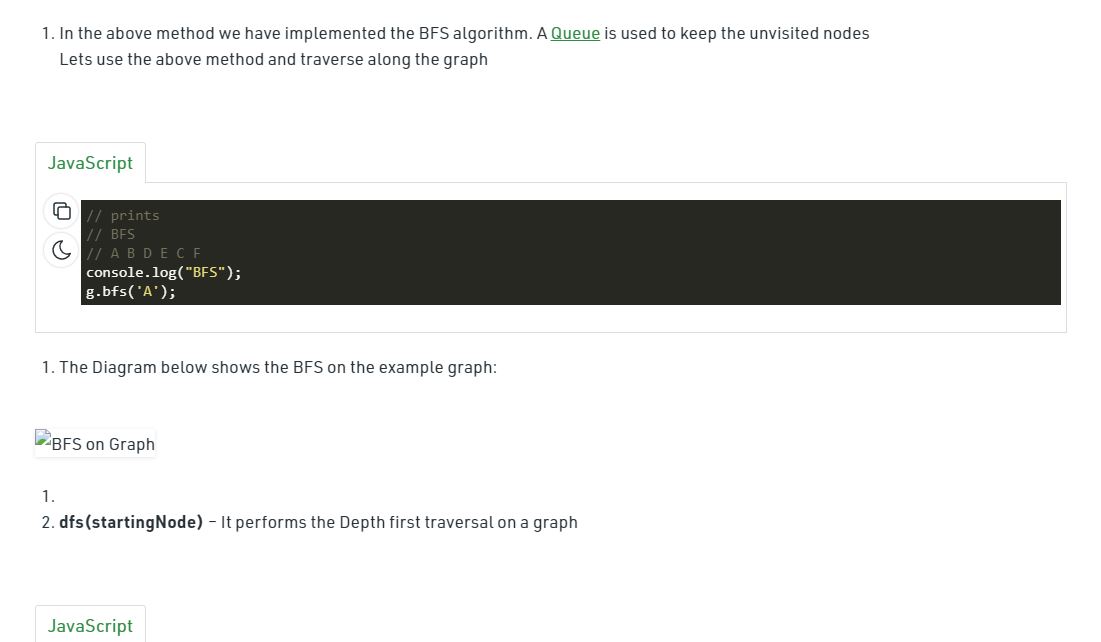 1. In the above method we have implemented the BFS algorithm. A Queue is used to keep the unvisited nodes
Lets use the above method and traverse along the graph
JavaScript
// prints
// BFS
// A B D E C F
console.log("BFS");
g.bfs('A');
1. The Diagram below shows the BFS on the example graph:
BFS on Graph
1.
2. dfs(startingNode) – It performs the Depth first traversal on a graph
JavaScript